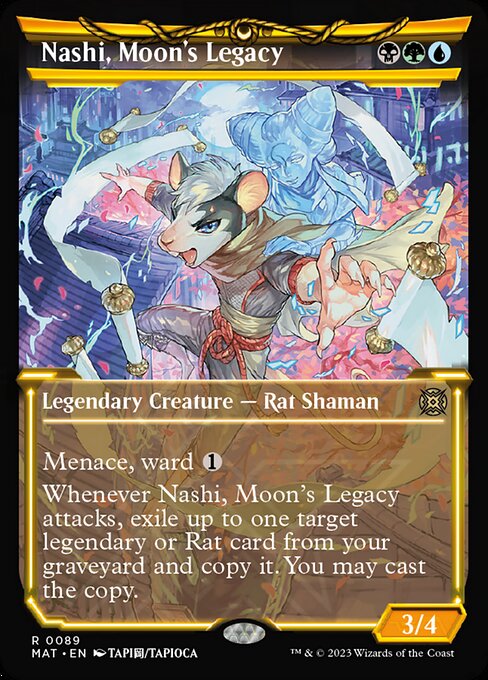 Nashi, Moon's Legacy
Legendary Creature — Rat Shaman
Menace, ward 1
Whenever Nashi, Moon's Legacy
attacks, exile up to one target
legendary or Rat card from your
graveyard and copy it. You may cast
the copy.
3/4
R 0089
MAT • EN TAPI岡/TAPIOCA
™ & © 2023 Wizards of the Coast